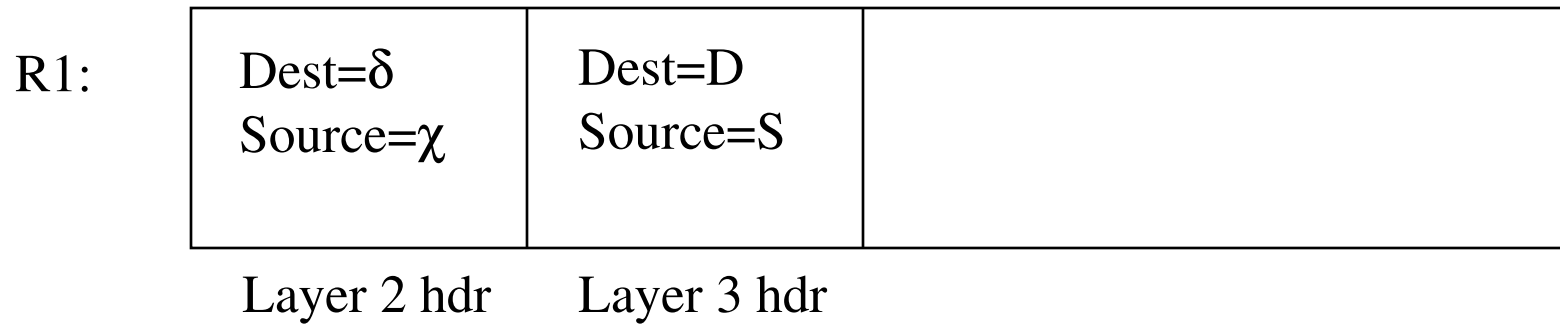 R1:
Dest=δ
Source=χ
Dest=D
Source=S
Layer 2 hdr
Layer 3 hdr